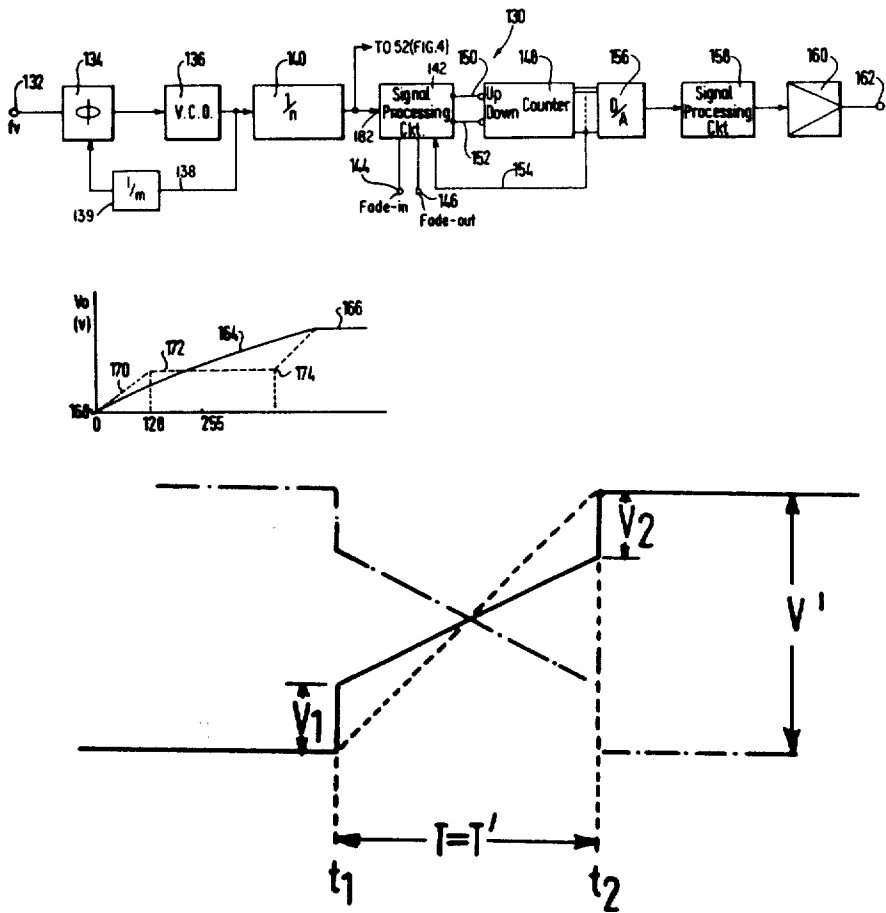 130
TO 52(FIG.4)
132
134
136
140
142
150
148
156
158
160
162
fv
ϕ
V.C.O.
1/n
Signal
Processing
Ckt.
Up
Down
Counter
D/A
Signal
Processing
Ckt
182
152
138
1/m
139
144
146
154
Fade-in
Fade-out
Vo
(v)
166
164
172
170
174
168
0
128
255
V2
V'
V1
T=T'
t1
t2